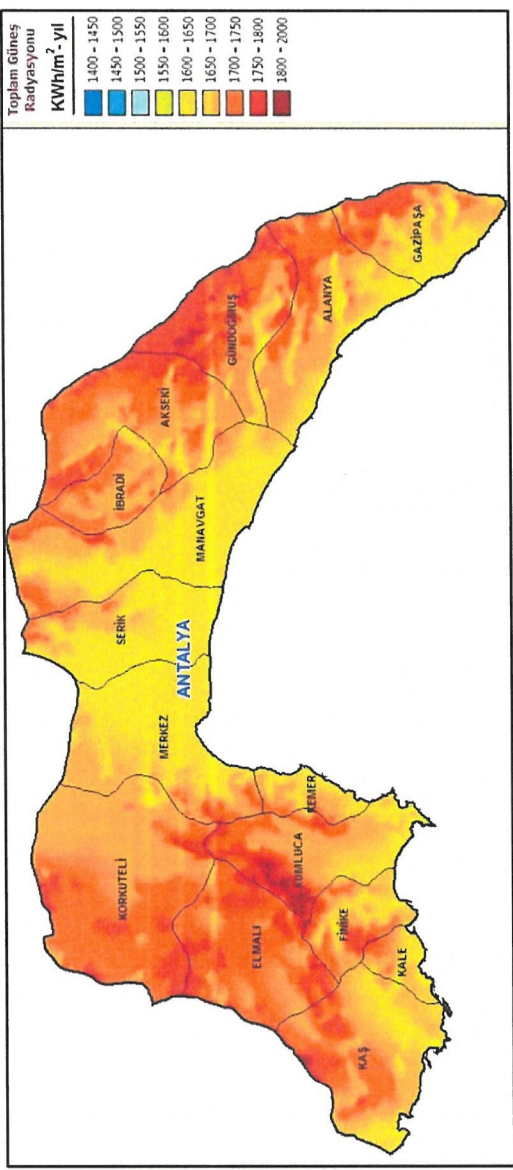 Toplam Güneş
Radyasyonu
KWh/m²-yıl
1400 - 1450
1450 - 1500
1500 - 1550
1550 - 1600
1600 - 1650
1650 - 1700
1700 - 1750
1750 - 1800
1800 - 2000
KORKUTELİ
MERKEZ
SERİK
İBRADİ
AKSEKİ
GÜNDOĞMUŞ
MANAVGAT
ANTALYA
ALANYA
GAZİPAŞA
ELMALI
KUMLUCA
KEMER
FİNİKE
KALE
KAŞ